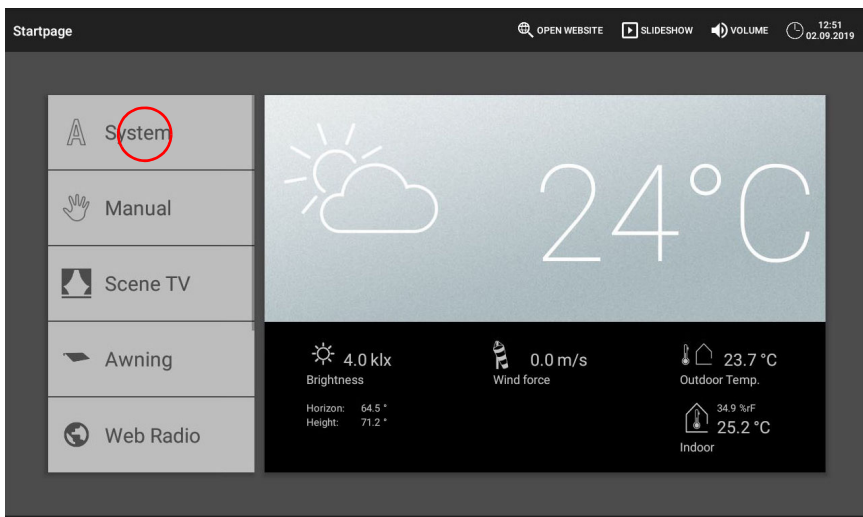 Startpage
OPEN WEBSITE
SLIDESHOW
VOLUME
12:51
02.09.2019
System
Manual
Scene TV
Awning
Web Radio
24°C
4.0 klx
Brightness
Horizon: 64.5 °
Height: 71.2 °
0.0 m/s
Wind force
23.7 °C
Outdoor Temp.
34.9 %rF
25.2 °C
Indoor